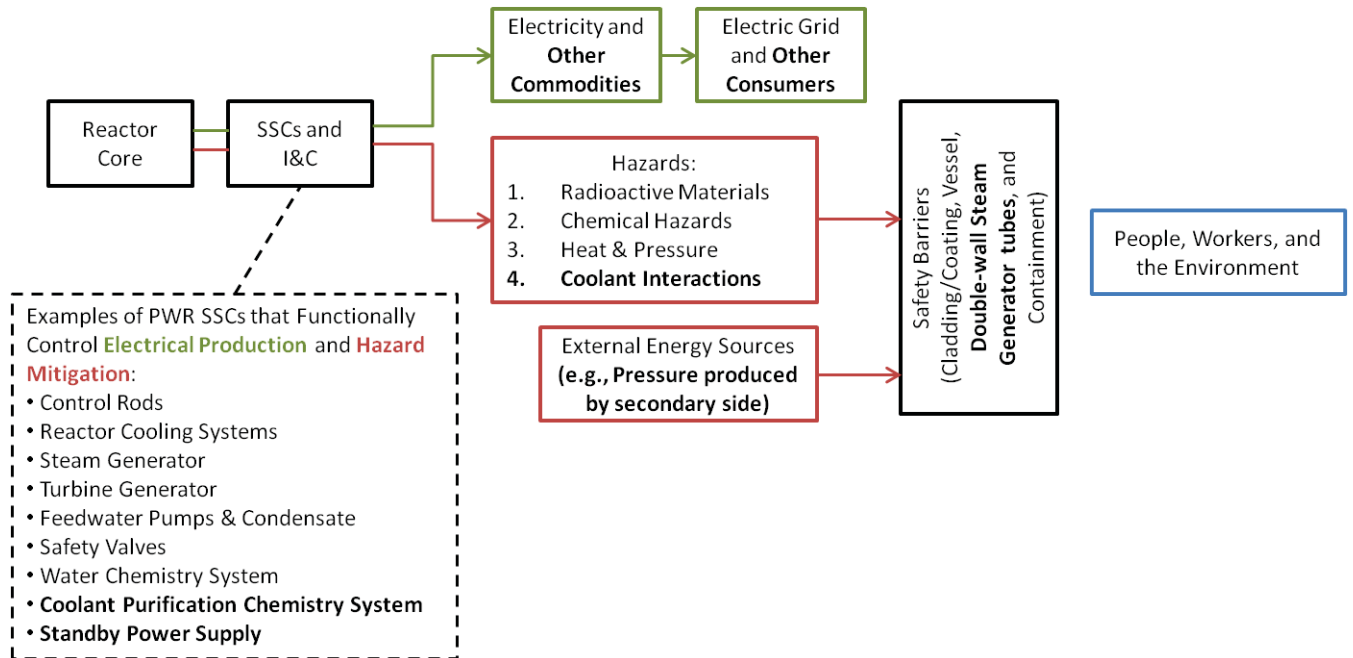 Reactor
Core
SSCs and
I&C
Electricity and
Other
Commodities
Electric Grid
and Other
Consumers
Hazards:
1. Radioactive Materials
2. Chemical Hazards
3. Heat & Pressure
4. Coolant Interactions
External Energy Sources
(e.g., Pressure produced
by secondary side)
Safety Barriers
(Cladding/Coating, Vessel,
Double-wall Steam
Generator tubes, and
Containment)
People, Workers, and
the Environment
Examples of PWR SSCs that Functionally
Control Electrical Production and Hazard
Mitigation:
• Control Rods
• Reactor Cooling Systems
• Steam Generator
• Turbine Generator
• Feedwater Pumps & Condensate
• Safety Valves
• Water Chemistry System
• Coolant Purification Chemistry System
• Standby Power Supply